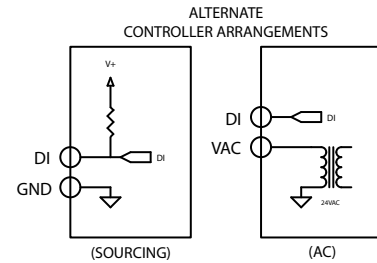 ALTERNATE
CONTROLLER ARRANGEMENTS
V+
DI
DI
GND
(SOURCING)
DI
DI
VAC
24VAC
(AC)